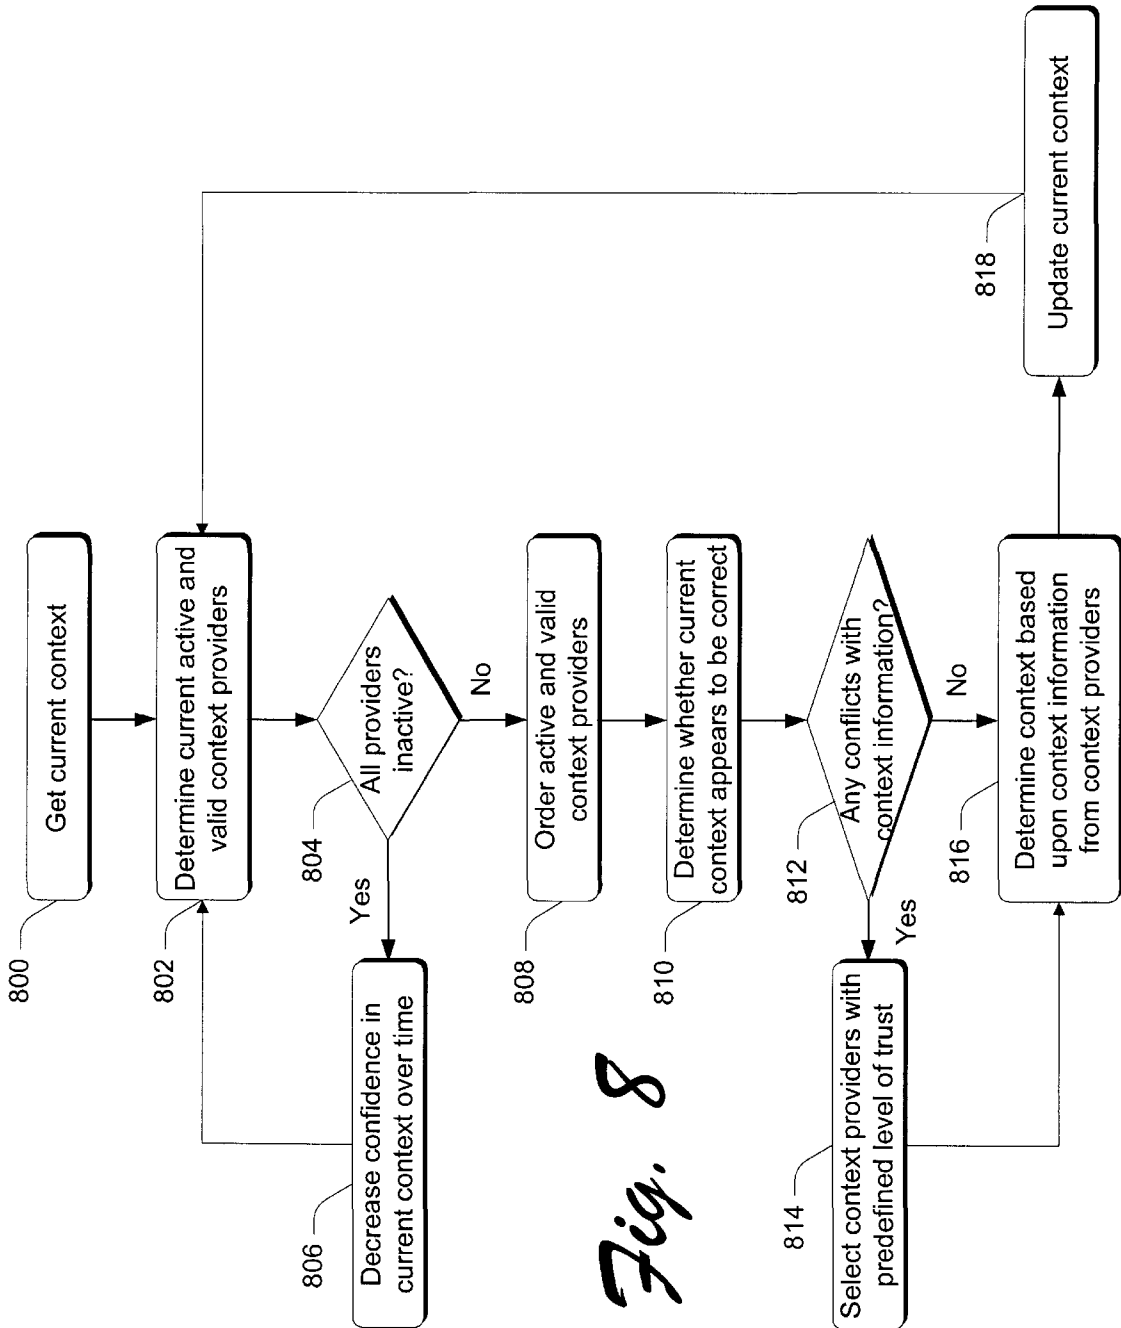 800
Get current context
802
Determine current active and
valid context providers
804
All providers
inactive?
Yes
No
806
Decrease confidence in
current context over time
808
Order active and valid
context providers
810
Determine whether current
context appears to be correct
812
Any conflicts with
context information?
Yes
No
814
Select context providers with
predefined level of trust
816
Determine context based
upon context information
from context providers
818
Update current context
Fig. 8